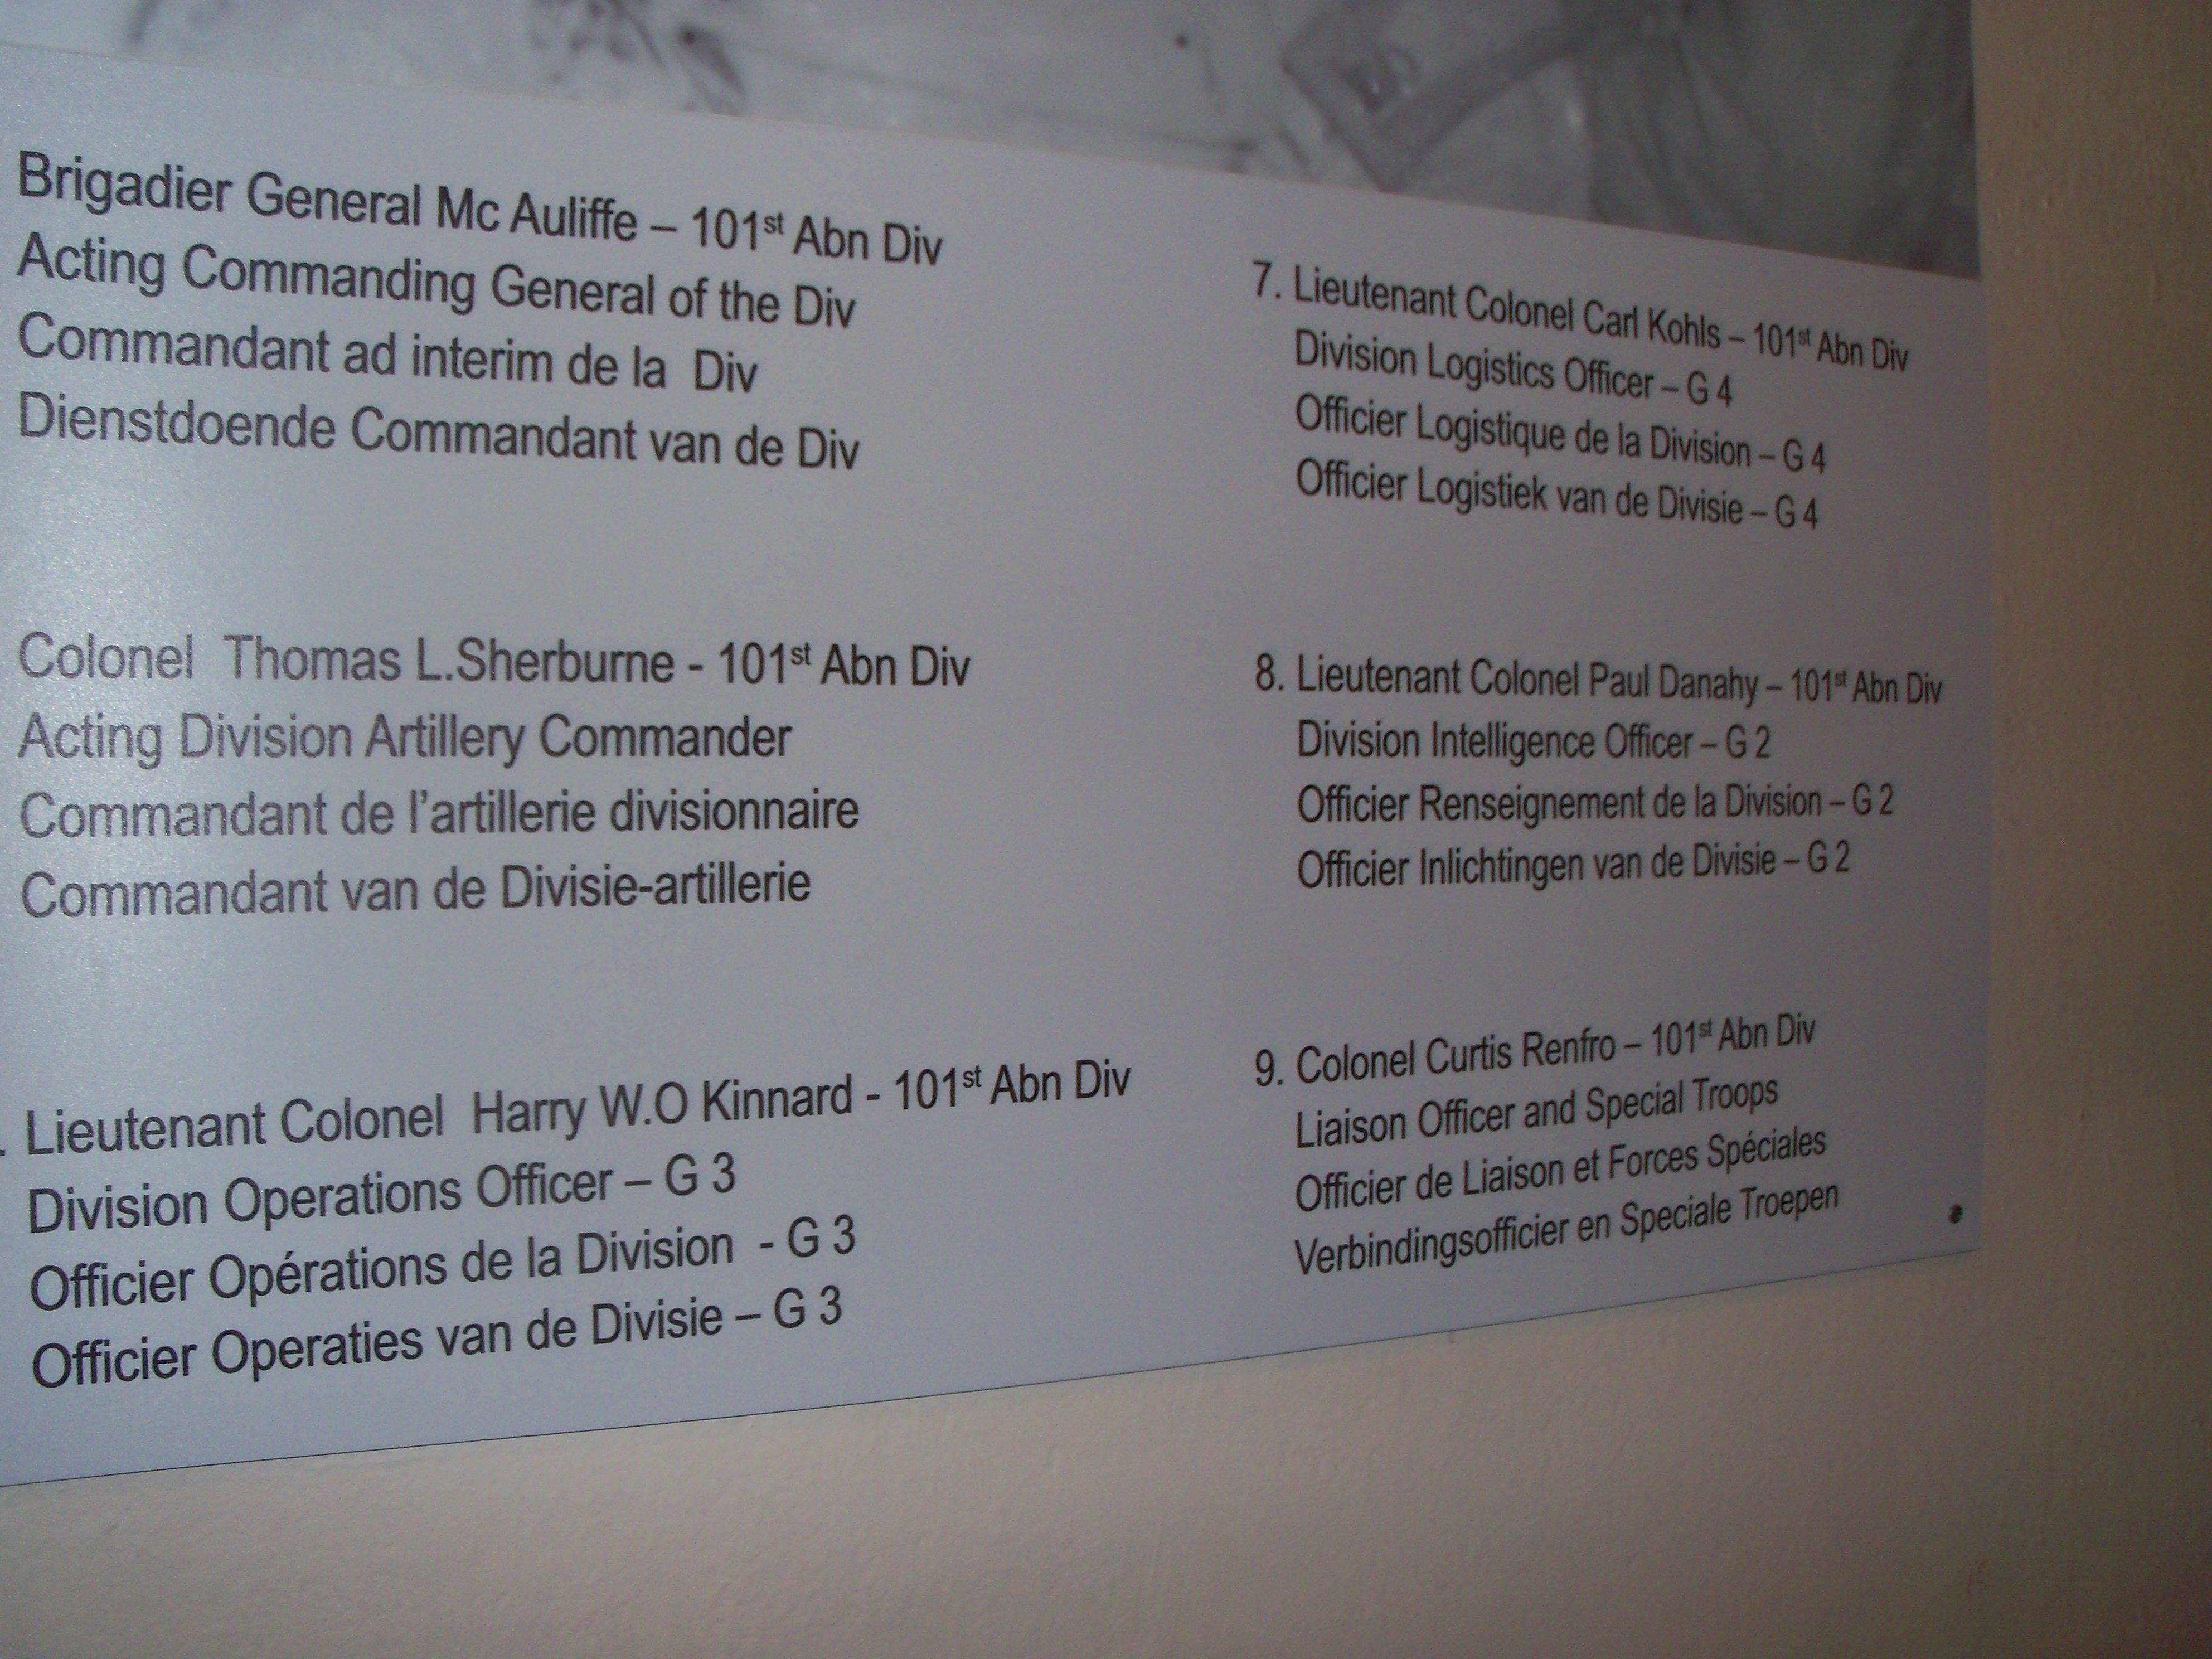 Brigadier General Mc Auliffe – 101st Abn Div
Acting Commanding General of the Div
Commandant ad interim de la Div
Dienstdoende Commandant van de Div
Colonel Thomas L.Sherburne - 101st Abn Div
Acting Division Artillery Commander
Commandant de l'artillerie divisionnaire
Commandant van de Divisie-artillerie
. Lieutenant Colonel Harry W.O Kinnard - 101st Abn Div
Division Operations Officer – G 3
Officier Opérations de la Division - G 3
Officier Operaties van de Divisie – G 3
7. Lieutenant Colonel Carl Kohls – 101st Abn Div
Division Logistics Officer – G 4
Officier Logistique de la Division – G 4
Officier Logistiek van de Divisie – G 4
8. Lieutenant Colonel Paul Danahy – 101st Abn Div
Division Intelligence Officer – G 2
Officier Renseignement de la Division – G 2
Officier Inlichtingen van de Divisie – G 2
9. Colonel Curtis Renfro – 101st Abn Div
Liaison Officer and Special Troops
Officier de Liaison et Forces Spéciales
Verbindingsofficier en Speciale Troepen